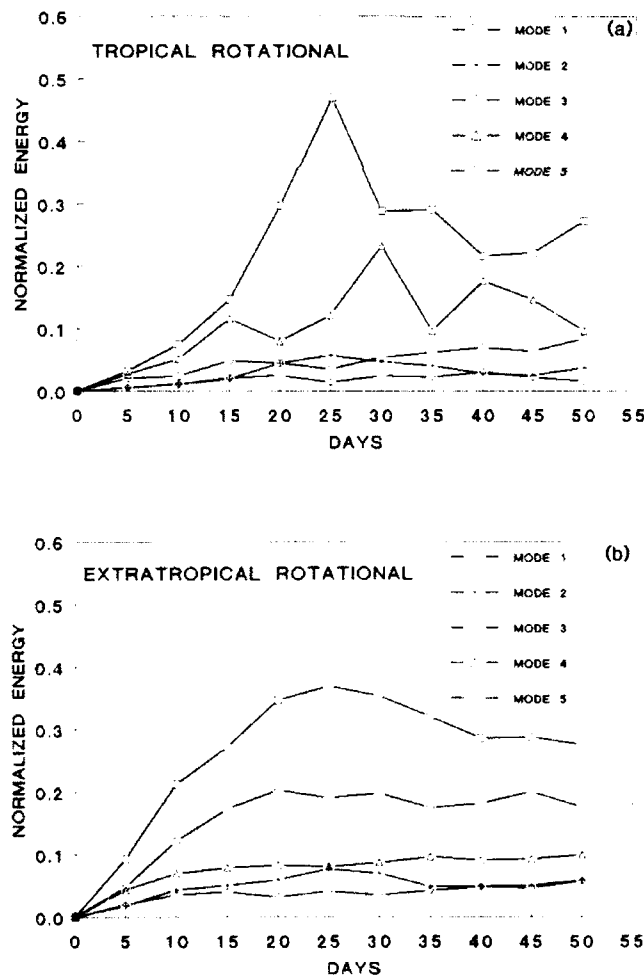 (a)
TROPICAL ROTATIONAL
MODE 1
MODE 2
MODE 3
MODE 4
MODE 5
NORMALIZED ENERGY
0.6
0.5
0.4
0.3
0.2
0.1
0.0
0 5 10 15 20 25 30 35 40 45 50 55
DAYS
(b)
EXTRATROPICAL ROTATIONAL
MODE 1
MODE 2
MODE 3
MODE 4
MODE 5
NORMALIZED ENERGY
0.6
0.5
0.4
0.3
0.2
0.1
0.0
0 5 10 15 20 25 30 35 40 45 50 55
DAYS